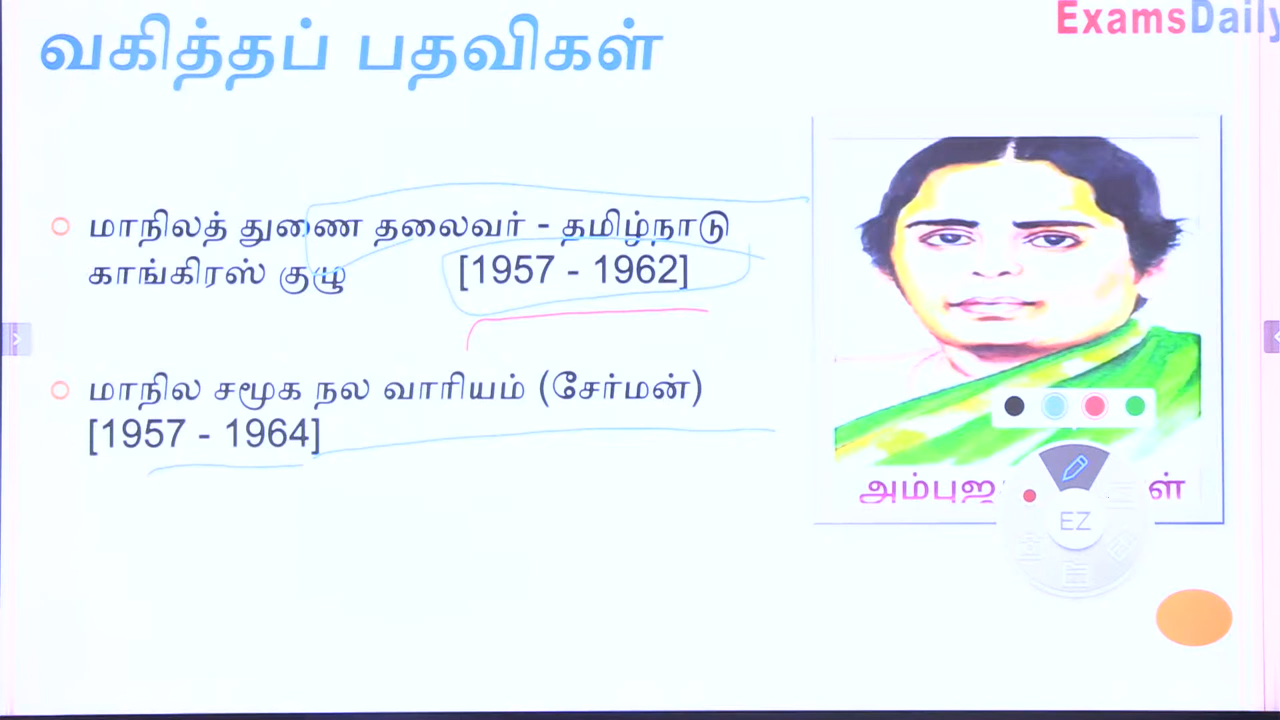 வகித்தப் பதவிகள்
ExamsDaily
மாநிலத் துணை தலைவர் - தமிழ்நாடு
காங்கிரஸ் குழு [1957 - 1962]
மாநில சமூக நல வாரியம் (சேர்மன்)
[1957 - 1964]
EZ